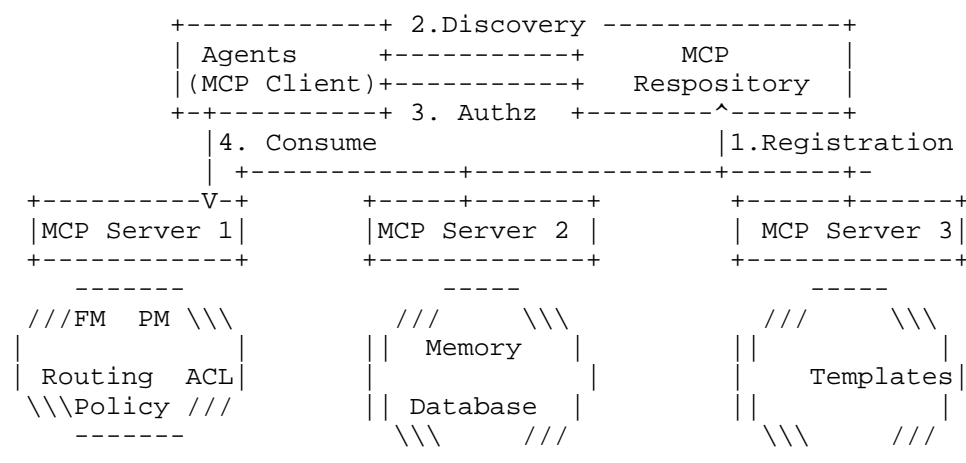 2.Discovery
Agents MCP
(MCP Client) Respository
3. Authz
4. Consume 1.Registration
MCP Server 1 MCP Server 2 MCP Server 3
FM PM
Memory
Routing ACL Templates
Policy Database